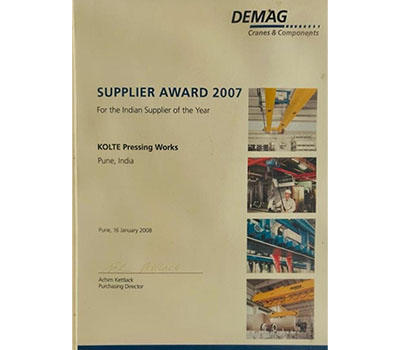 DEMAG
Cranes & Components
SUPPLIER AWARD 2007
For the Indian Supplier of the Year
KOLTE Pressing Works
Pune, India
Pune, 16 January 2008
Achim Kettlack
Purchasing Director